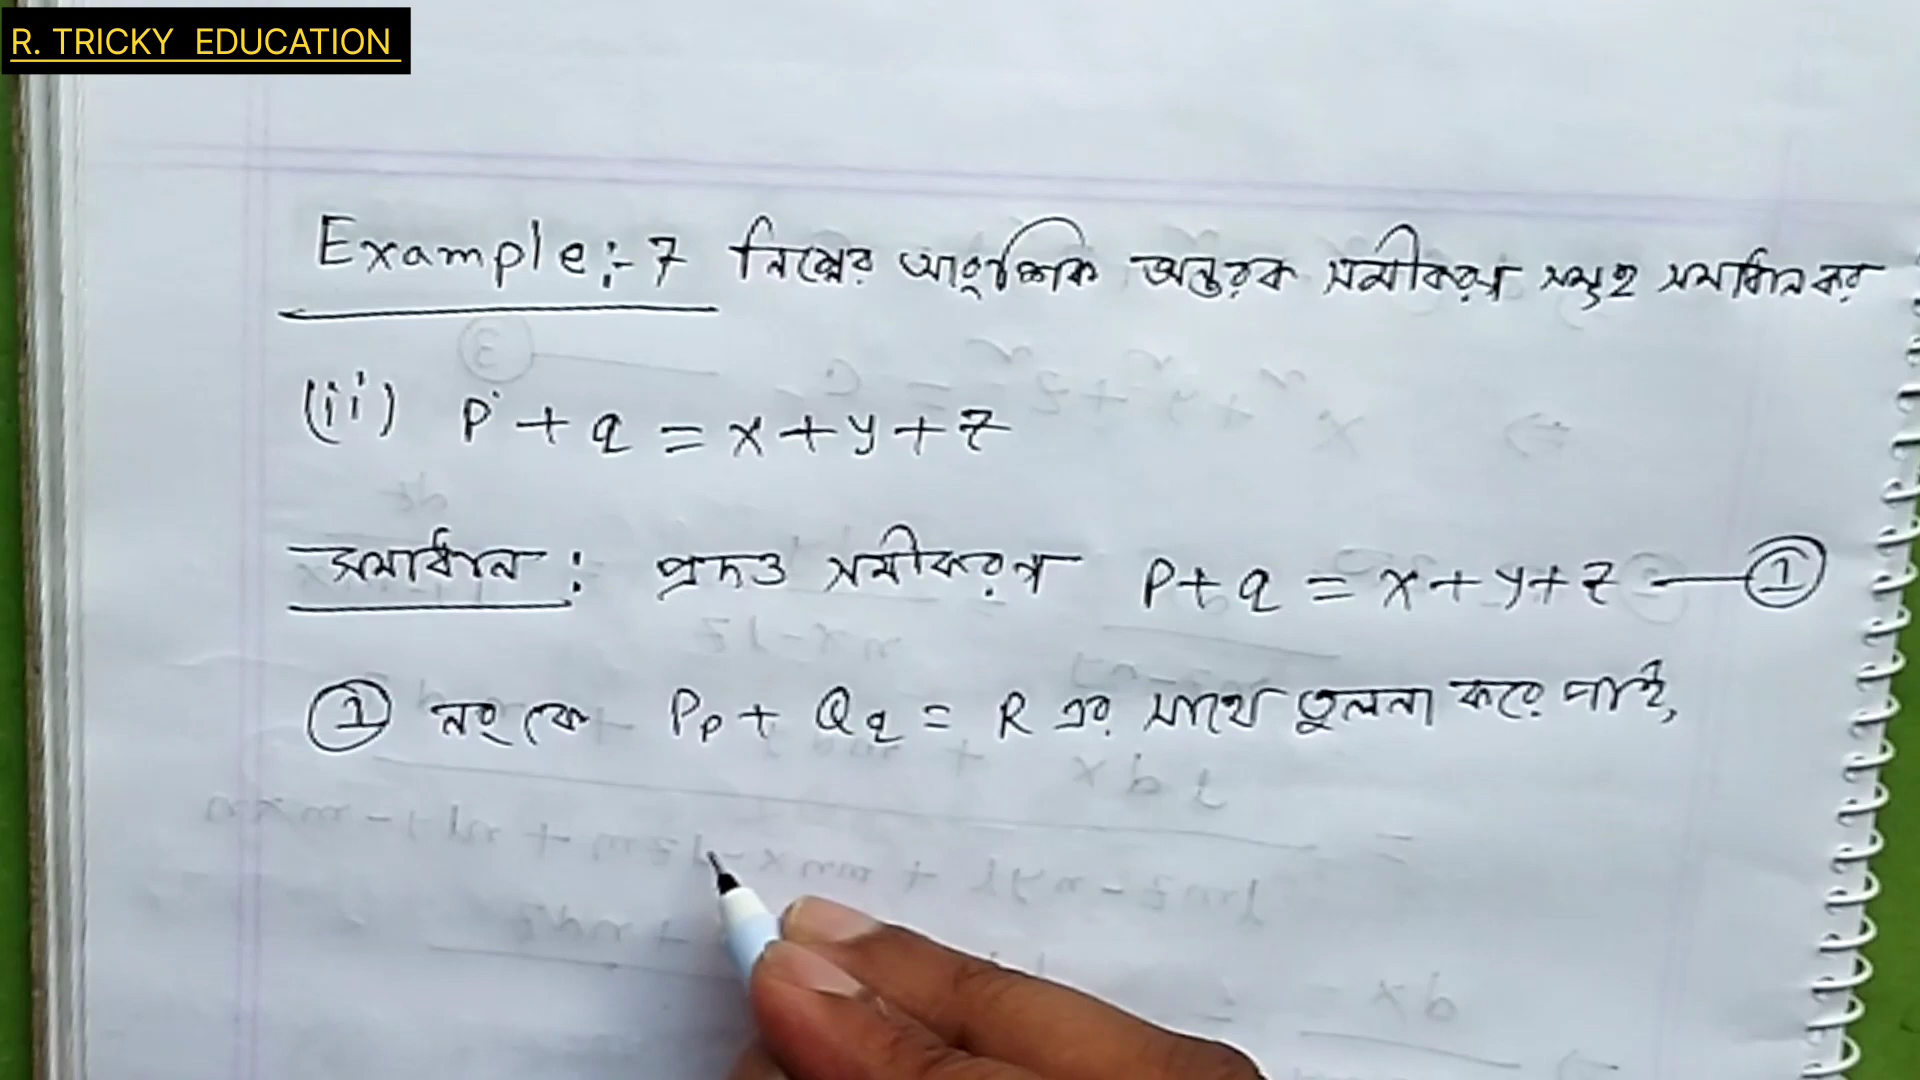 R. TRICKY EDUCATION
Example:- 7 নিম্নের আংশিক অন্তরক সমীকরণ সমূহ সমাধান কর
(ii) P + q = x + y + z
সমাধান : প্রদত্ত সমীকরণ P + q = x + y + z —— ①
① নং কে Pp + Qq = R এর সাথে তুলনা করে পাই,